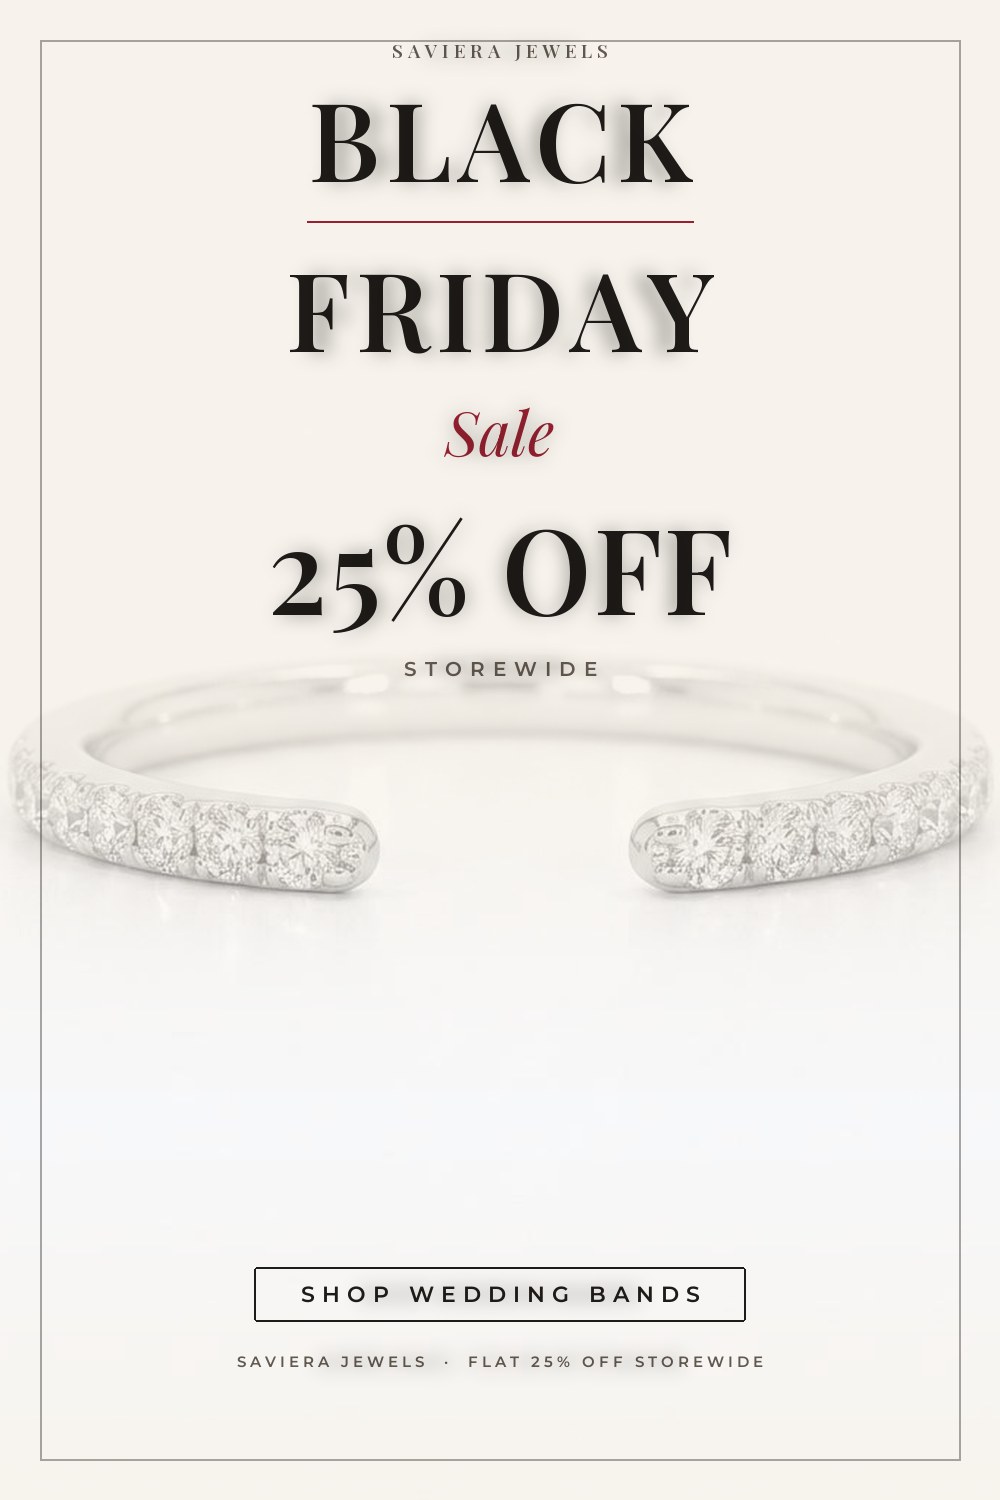 SAVIERA JEWELS
BLACK
FRIDAY
Sale
25% OFF
STOREWIDE
SHOP WEDDING BANDS
SAVIERA JEWELS · FLAT 25% OFF STOREWIDE